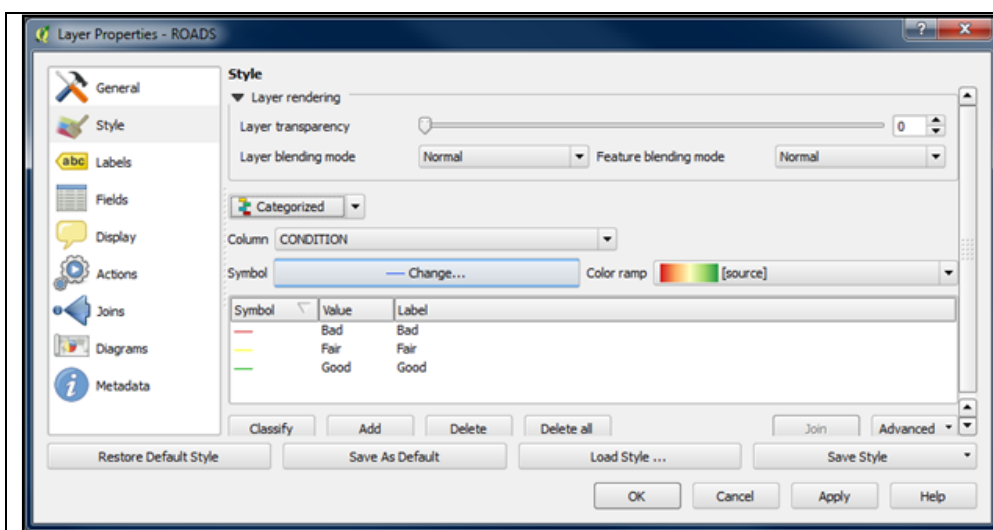 Layer Properties - ROADS
General
Style
Labels
Fields
Display
Actions
Joins
Diagrams
Metadata
abc
Style
Layer rendering
Layer transparency 0
Layer blending mode Normal Feature blending mode Normal
Categorized
Column CONDITION
Symbol Change... Color ramp [source]
Symbol Value Label
Bad Bad
Fair Fair
Good Good
Classify Add Delete Delete all Join Advanced
Restore Default Style Save As Default Load Style ... Save Style
OK Cancel Apply Help